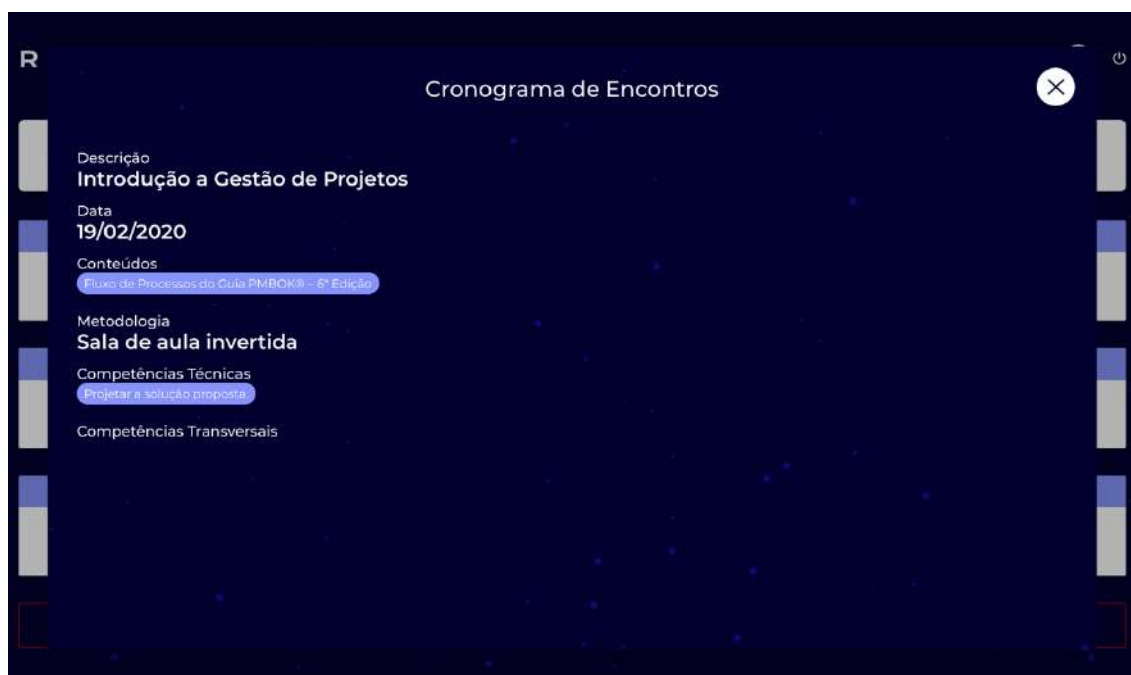 R
Cronograma de Encontros
Descrição
Introdução a Gestão de Projetos
Data
19/02/2020
Conteúdos
Fluxo de Processos do Guia PMBOK® – 6ª Edição
Metodologia
Sala de aula invertida
Competências Técnicas
Projetar a solução proposta
Competências Transversais